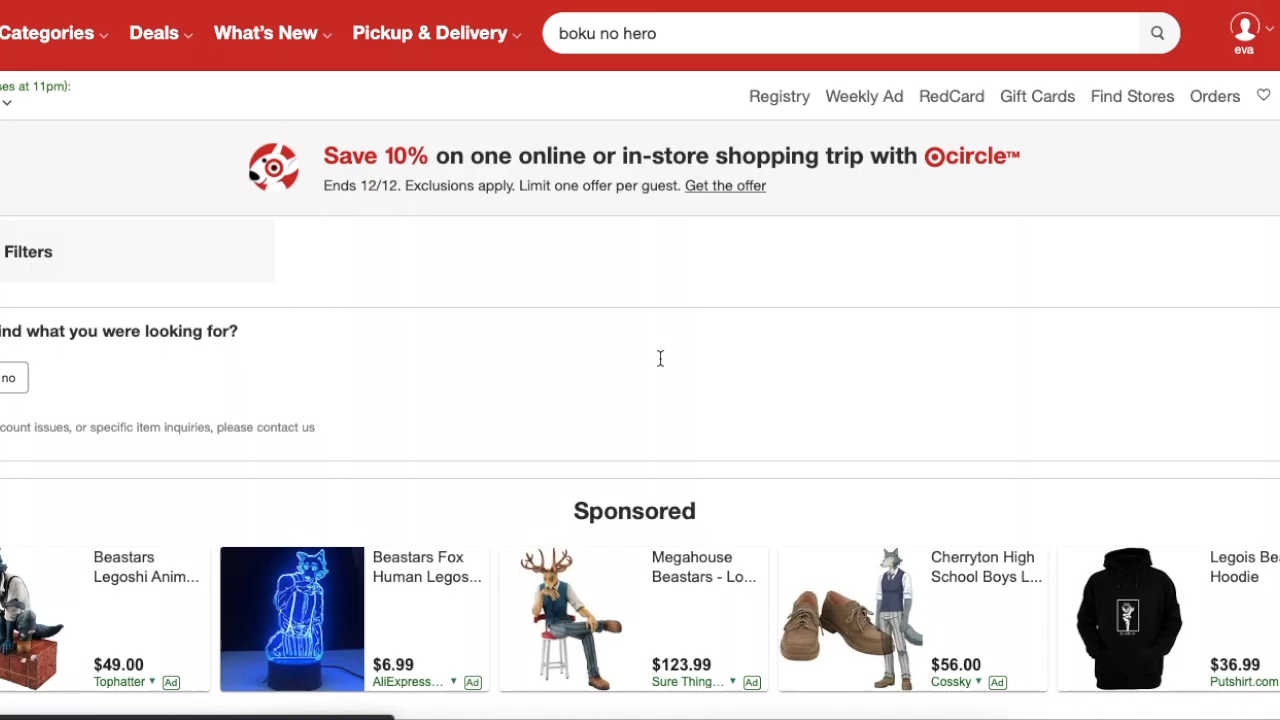 Categories
Deals
What's New
Pickup & Delivery
boku no hero
eva
ses at 11pm):
Registry
Weekly Ad
RedCard
Gift Cards
Find Stores
Orders
Save 10% on one online or in-store shopping trip with circle™
Ends 12/12. Exclusions apply. Limit one offer per guest. Get the offer
Filters
ind what you were looking for?
no
count issues, or specific item inquiries, please contact us
Sponsored
Beastars
Legoshi Anim...
$49.00
Tophatter Ad
Beastars Fox
Human Legos...
$6.99
AliExpress... Ad
Megahouse
Beastars - Lo...
$123.99
Sure Thing... Ad
Cherryton High
School Boys L...
$56.00
Cossky Ad
Legois Be
Hoodie
$36.99
Putshirt.com